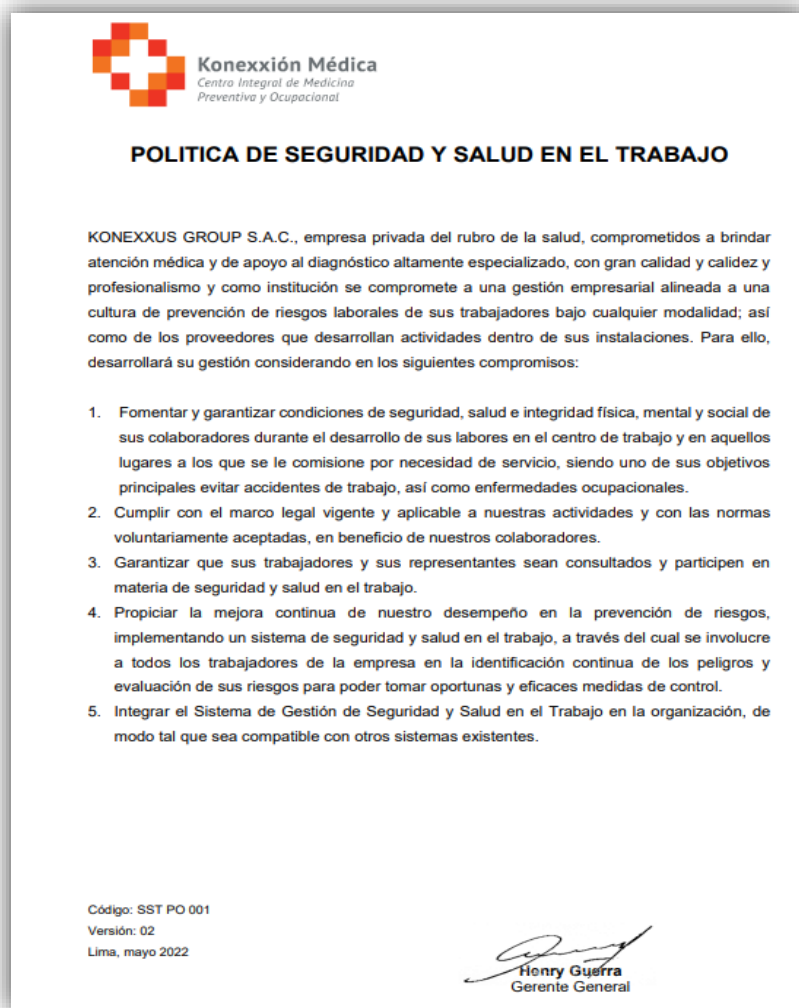 Konexxión Médica
Centro Integral de Medicina
Preventiva y Ocupacional
POLITICA DE SEGURIDAD Y SALUD EN EL TRABAJO
KONEXXUS GROUP S.A.C., empresa privada del rubro de la salud, comprometidos a brindar
atención médica y de apoyo al diagnóstico altamente especializado, con gran calidad y calidez y
profesionalismo y como institución se compromete a una gestión empresarial alineada a una
cultura de prevención de riesgos laborales de sus trabajadores bajo cualquier modalidad; así
como de los proveedores que desarrollan actividades dentro de sus instalaciones. Para ello,
desarrollará su gestión considerando en los siguientes compromisos:
1. Fomentar y garantizar condiciones de seguridad, salud e integridad física, mental y social de
sus colaboradores durante el desarrollo de sus labores en el centro de trabajo y en aquellos
lugares a los que se le comisione por necesidad de servicio, siendo uno de sus objetivos
principales evitar accidentes de trabajo, así como enfermedades ocupacionales.
2. Cumplir con el marco legal vigente y aplicable a nuestras actividades y con las normas
voluntariamente aceptadas, en beneficio de nuestros colaboradores.
3. Garantizar que sus trabajadores y sus representantes sean consultados y participen en
materia de seguridad y salud en el trabajo.
4. Propiciar la mejora continua de nuestro desempeño en la prevención de riesgos,
implementando un sistema de seguridad y salud en el trabajo, a través del cual se involucre
a todos los trabajadores de la empresa en la identificación continua de los peligros y
evaluación de sus riesgos para poder tomar oportunas y eficaces medidas de control.
5. Integrar el Sistema de Gestión de Seguridad y Salud en el Trabajo en la organización, de
modo tal que sea compatible con otros sistemas existentes.
Código: SST PO 001
Versión: 02
Lima, mayo 2022
Henry Guerra
Gerente General